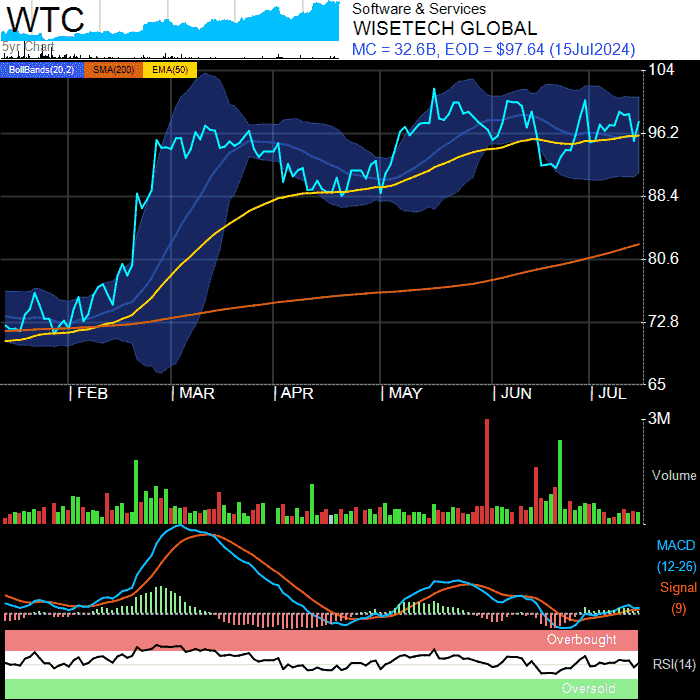 WTC
5yr Chart
Software & Services
WISETECH GLOBAL
MC = 32.6B, EOD = $97.64 (15Jul2024)
BollBands(20,2) SMA(200) EMA(50)
104
96.2
88.4
80.6
72.8
65
| FEB | MAR | APR | MAY | JUN | JUL
3M
Volume
MACD
(12-26)
Signal
(9)
Overbought
RSI(14)
Oversold